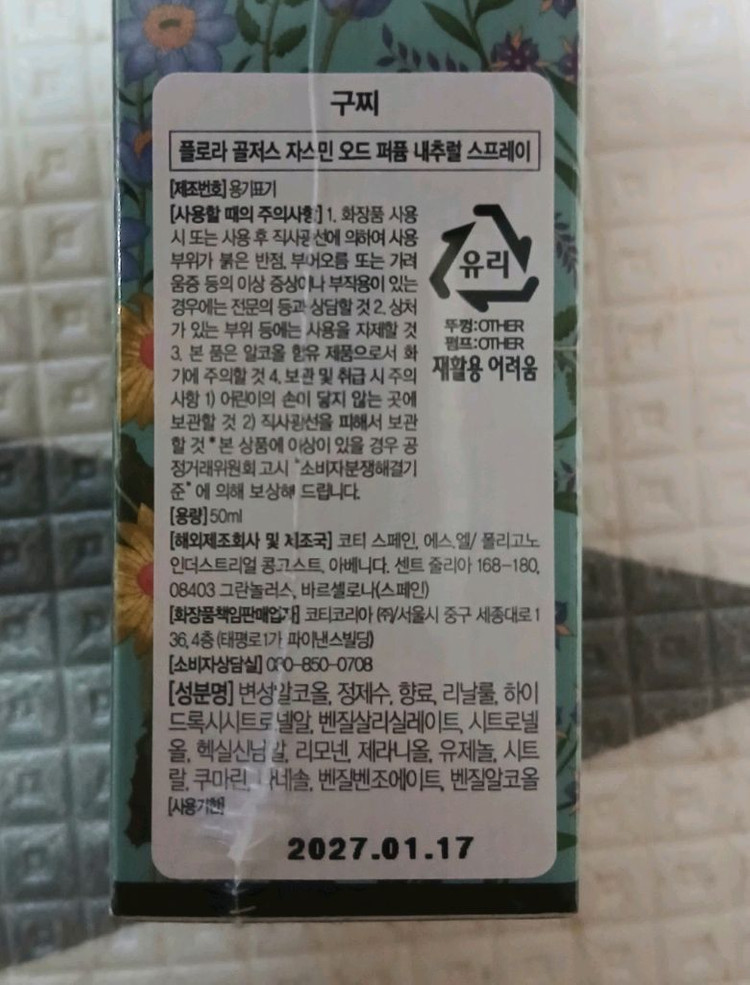 구찌
플로라 골저스 자스민 오드 퍼퓸 내추럴 스프레이
[제조번호] 용기표기
[사용할 때의 주의사항] 1. 화장품 사용
시 또는 사용 후 직사광선에 의하여 사용
부위가 붉은 반점, 부어오름 또는 가려
움증 등의 이상 증상이나 부작용이 있는
경우에는 전문의 등과 상담할 것 2. 상처
가 있는 부위 등에는 사용을 자제할 것
3. 본 품은 알코올 함유 제품으로서 화
기에 주의할 것 4. 보관 및 취급 시 주의
사항 1) 어린이의 손이 닿지 않는 곳에
보관할 것 2) 직사광선을 피해서 보관
할 것 * 본 상품에 이상이 있을 경우 공
정거래위원회 고시 "소비자분쟁해결기
준" 에 의해 보상해 드립니다.
유리
뚜껑:OTHER
펌프:OTHER
재활용 어려움
[용량] 50ml
[해외제조회사 및 제조국] 코티 스페인, 에스.엘/ 폴리고노
인더스트리얼 콩고스트, 아베니다. 센트 줄리아 168-180,
08403 그란놀러스, 바르셀로나(스페인)
[화장품책임판매업자] 코티코리아 ㈜/서울시 중구 세종대로 1
36, 4층 (태평로1가 파이낸스빌딩)
[소비자상담실] 080-850-0708
[성분명] 변성알코올, 정제수, 향료, 리날룰, 하이
드록시시트로넬알, 벤질살리실레이트, 시트로넬
올, 헥실신남알, 리모넨, 제라니올, 유제놀, 시트
랄, 쿠마린, 파네솔, 벤질벤조에이트, 벤질알코올
[사용기한]
2027.01.17